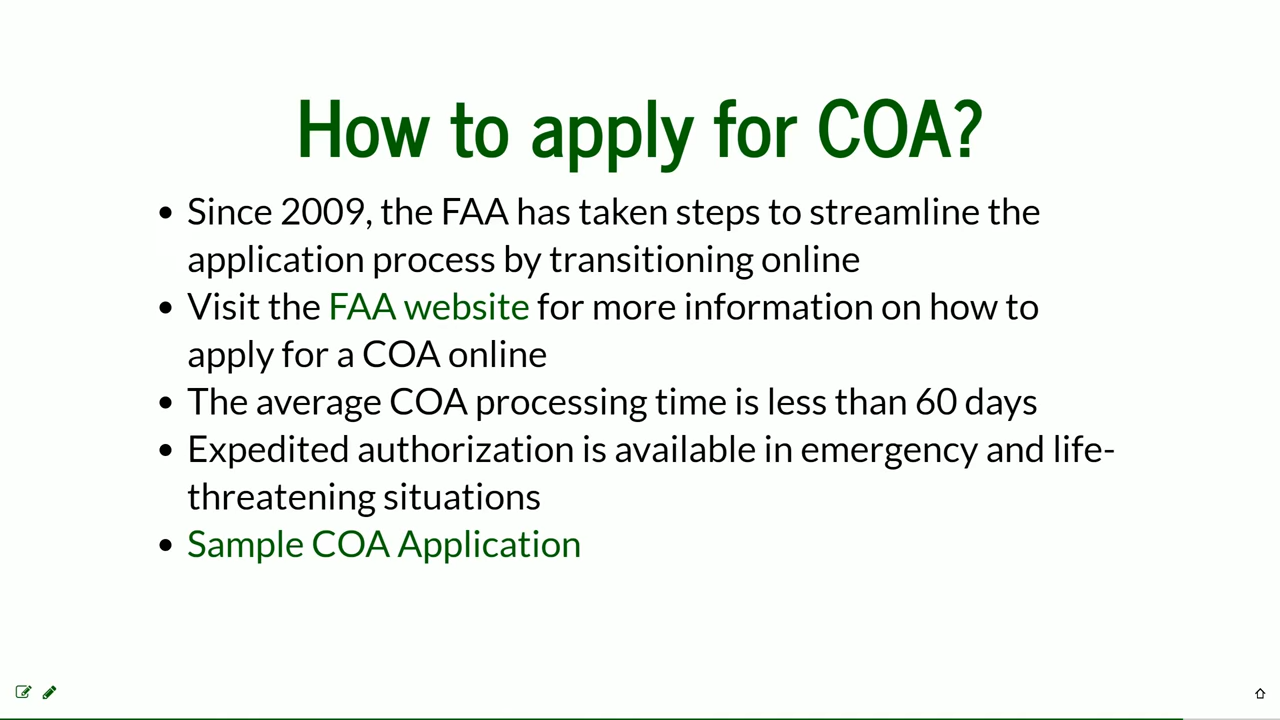 How to apply for COA?
• Since 2009, the FAA has taken steps to streamline the
application process by transitioning online
• Visit the FAA website for more information on how to
apply for a COA online
• The average COA processing time is less than 60 days
• Expedited authorization is available in emergency and life-
threatening situations
• Sample COA Application